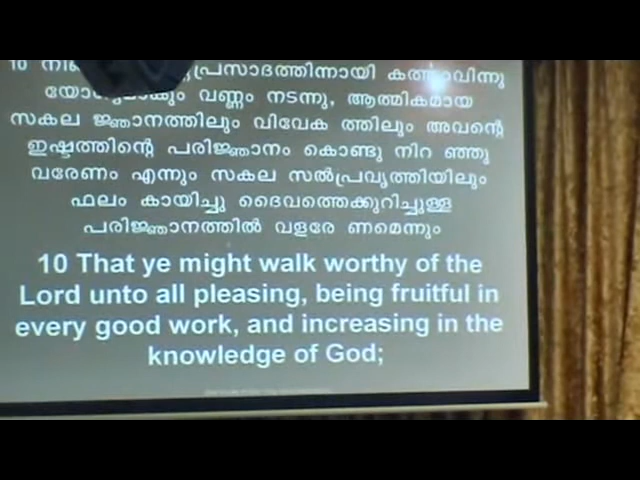 10 പ്രസാദത്തിന്നായി കർത്താവിന്നു
യോഗ്യമാകും വണ്ണം നടന്നു, ആത്മികമായ
സകല ജ്ഞാനത്തിലും വിവേക ത്തിലും അവന്റെ
ഇഷ്ടത്തിന്റെ പരിജ്ഞാനം കൊണ്ടു നിറ ഞ്ഞു
വരേണം എന്നും സകല സൽപ്രവൃത്തിയിലും
ഫലം കായിച്ചു ദൈവത്തെക്കുറിച്ചുള്ള
പരിജ്ഞാനത്തിൽ വളരേ ണമെന്നും
10 That ye might walk worthy of the
Lord unto all pleasing, being fruitful in
every good work, and increasing in the
knowledge of God;